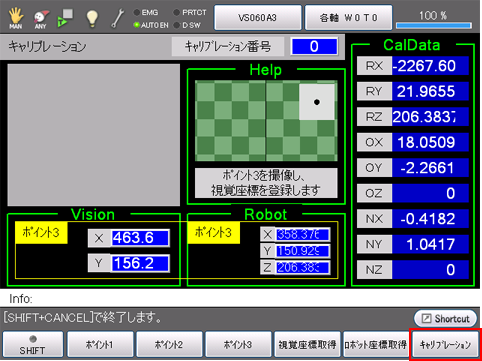 MAN
ANY
EMG
AUTO EN
PRTCT
D SW
VS060A3
各軸 W 0 T 0
100 %
ｷｬﾘﾌﾞﾚｰｼｮﾝ
ｷｬﾘﾌﾞﾚｰｼｮﾝ番号
0
CalData
RX -2267.60
RY 21.9655
RZ 206.3837
OX 18.0509
OY -2.2661
OZ 0
NX -0.4182
NY 1.0417
NZ 0
Help
ﾎﾟｲﾝﾄ3を撮像し、
視覚座標を登録します
Vision
ﾎﾟｲﾝﾄ3
X 463.6
Y 156.2
Robot
ﾎﾟｲﾝﾄ3
X 358.376
Y 150.929
Z 206.383
Info:
[SHIFT+CANCEL]で終了します。
Shortcut
SHIFT
ﾎﾟｲﾝﾄ1
ﾎﾟｲﾝﾄ2
ﾎﾟｲﾝﾄ3
視覚座標取得
ﾛﾎﾞｯﾄ座標取得
ｷｬﾘﾌﾞﾚｰｼｮﾝ